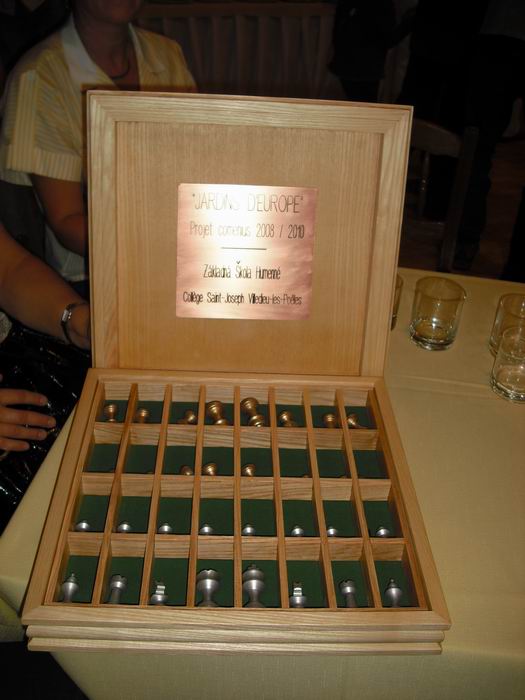 "JARDINS D'EUROPE"
Projet comenius 2008 / 2010
Základná Škola Humenné
Collège Saint-Joseph Villedieu-les-Poêles